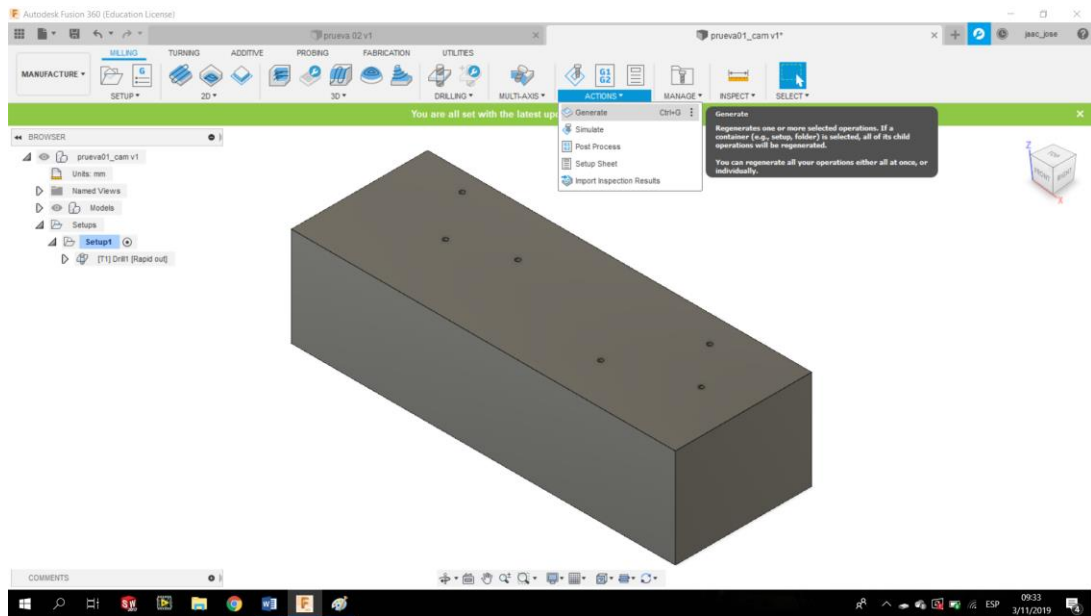 Autodesk Fusion 360 (Education License)
prueva 02 v1
prueva01_cam v1*
jasc_jose
MILLING TURNING ADDITIVE PROBING FABRICATION UTILITIES
MANUFACTURE
G
G1
G2
SETUP 2D 3D DRILLING MULTI-AXIS ACTIONS MANAGE INSPECT SELECT
You are all set with the latest upd
BROWSER
Generate Ctrl+G
Simulate
Post Process
Setup Sheet
Import Inspection Results
Generate
Regenerates one or more selected operations. If a
container (e.g., setup, folder) is selected, all of its child
operations will be regenerated.
You can regenerate all your operations either all at once, or
individually.
prueva01_cam v1
Units: mm
Named Views
Models
Setups
Setup1
[T1] Drill1 [Rapid out]
Z
TOP
FRONT
RIGHT
X
COMMENTS
ESP
09:33
3/11/2019